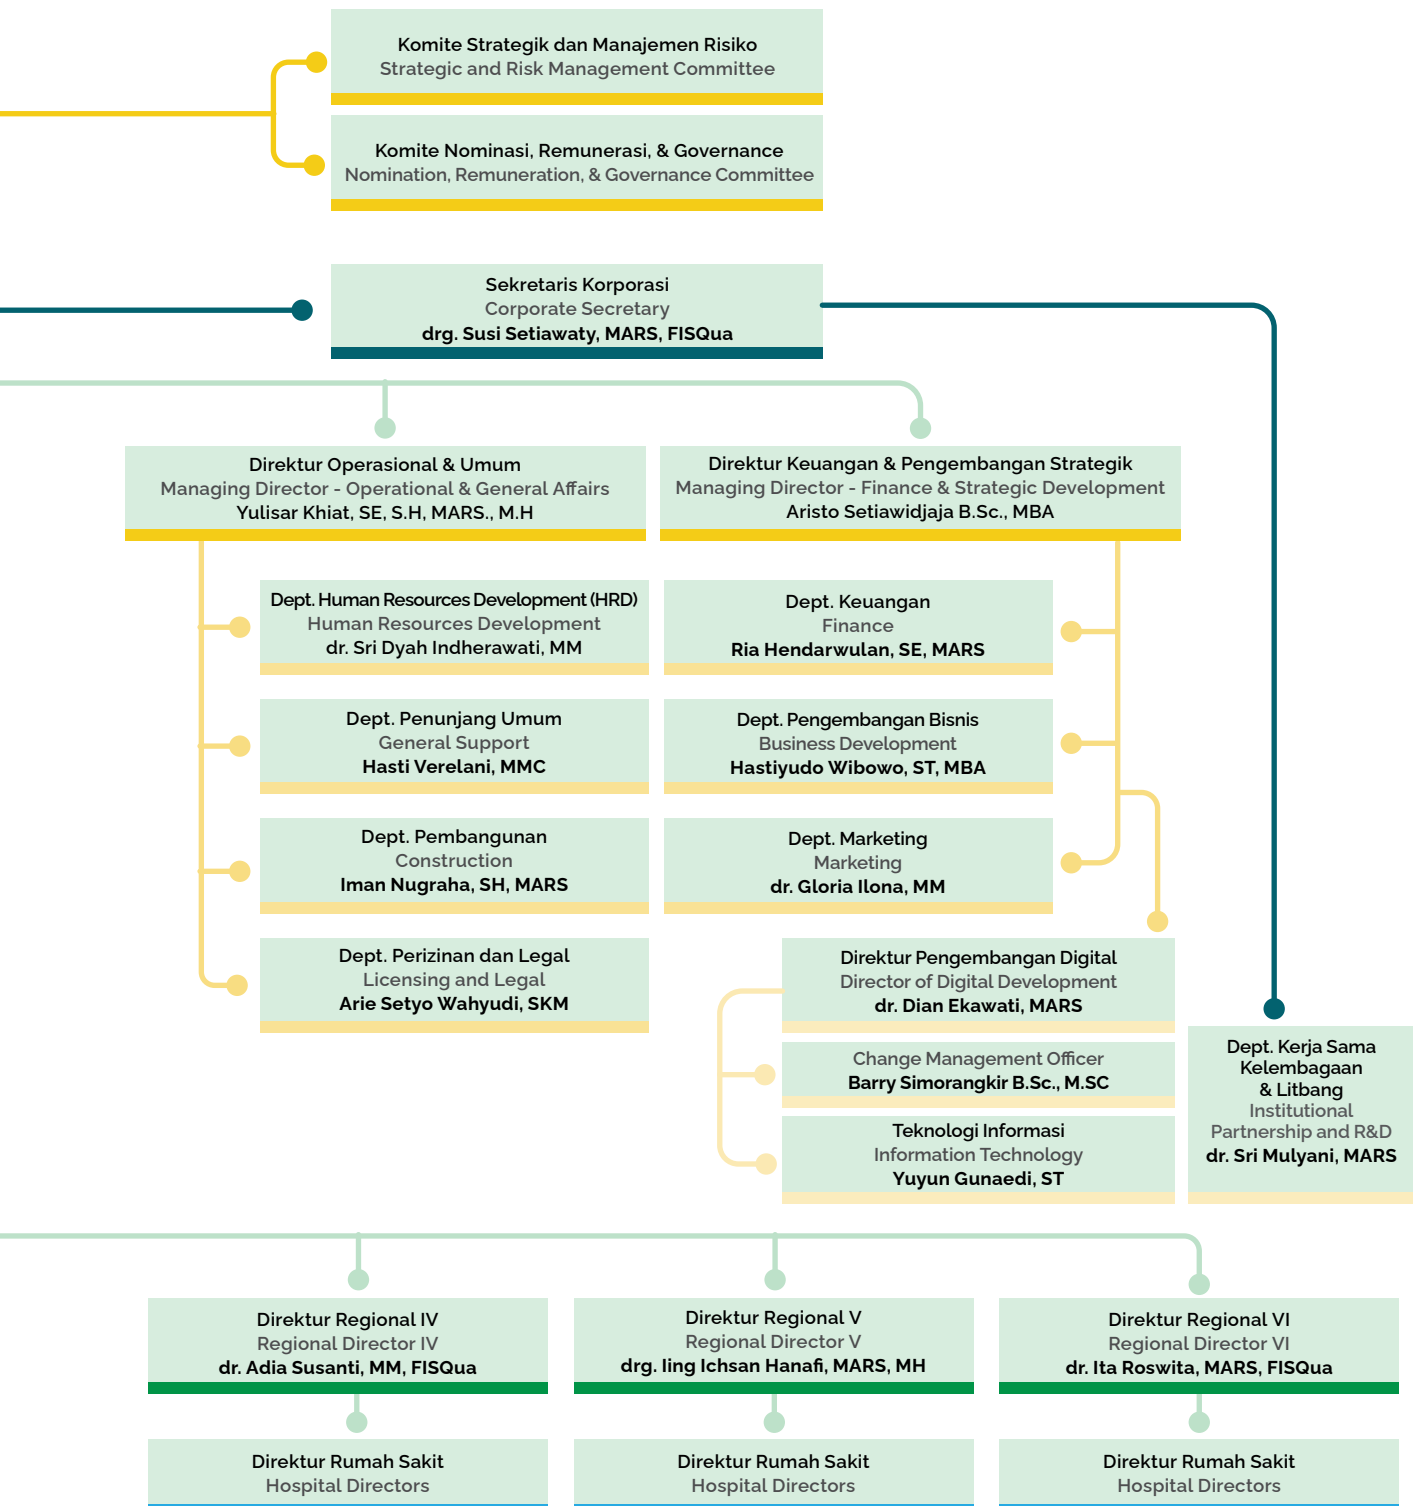 Komite Strategik dan Manajemen Risiko
Strategic and Risk Management Committee
Komite Nominasi, Remunerasi, & Governance
Nomination, Remuneration, & Governance Committee
Sekretaris Korporasi
Corporate Secretary
drg. Susi Setiawaty, MARS, FISQua
Direktur Operasional & Umum
Managing Director - Operational & General Affairs
Yulisar Khiat, SE, S.H, MARS., M.H
Direktur Keuangan & Pengembangan Strategik
Managing Director - Finance & Strategic Development
Aristo Setiawidjaja B.Sc., MBA
Dept. Human Resources Development (HRD)
Human Resources Development
dr. Sri Dyah Indherawati, MM
Dept. Keuangan
Finance
Ria Hendarwulan, SE, MARS
Dept. Penunjang Umum
General Support
Hasti Verelani, MMC
Dept. Pengembangan Bisnis
Business Development
Hastiyudo Wibowo, ST, MBA
Dept. Pembangunan
Construction
Iman Nugraha, SH, MARS
Dept. Marketing
Marketing
dr. Gloria Ilona, MM
Dept. Perizinan dan Legal
Licensing and Legal
Arie Setyo Wahyudi, SKM
Direktur Pengembangan Digital
Director of Digital Development
dr. Dian Ekawati, MARS
Change Management Officer
Barry Simorangkir B.Sc., M.SC
Teknologi Informasi
Information Technology
Yuyun Gunaedi, ST
Dept. Kerja Sama
Kelembagaan
& Litbang
Institutional
Partnership and R&D
dr. Sri Mulyani, MARS
Direktur Regional IV
Regional Director IV
dr. Adia Susanti, MM, FISQua
Direktur Regional V
Regional Director V
drg. Iing Ichsan Hanafi, MARS, MH
Direktur Regional VI
Regional Director VI
dr. Ita Roswita, MARS, FISQua
Direktur Rumah Sakit
Hospital Directors
Direktur Rumah Sakit
Hospital Directors
Direktur Rumah Sakit
Hospital Directors